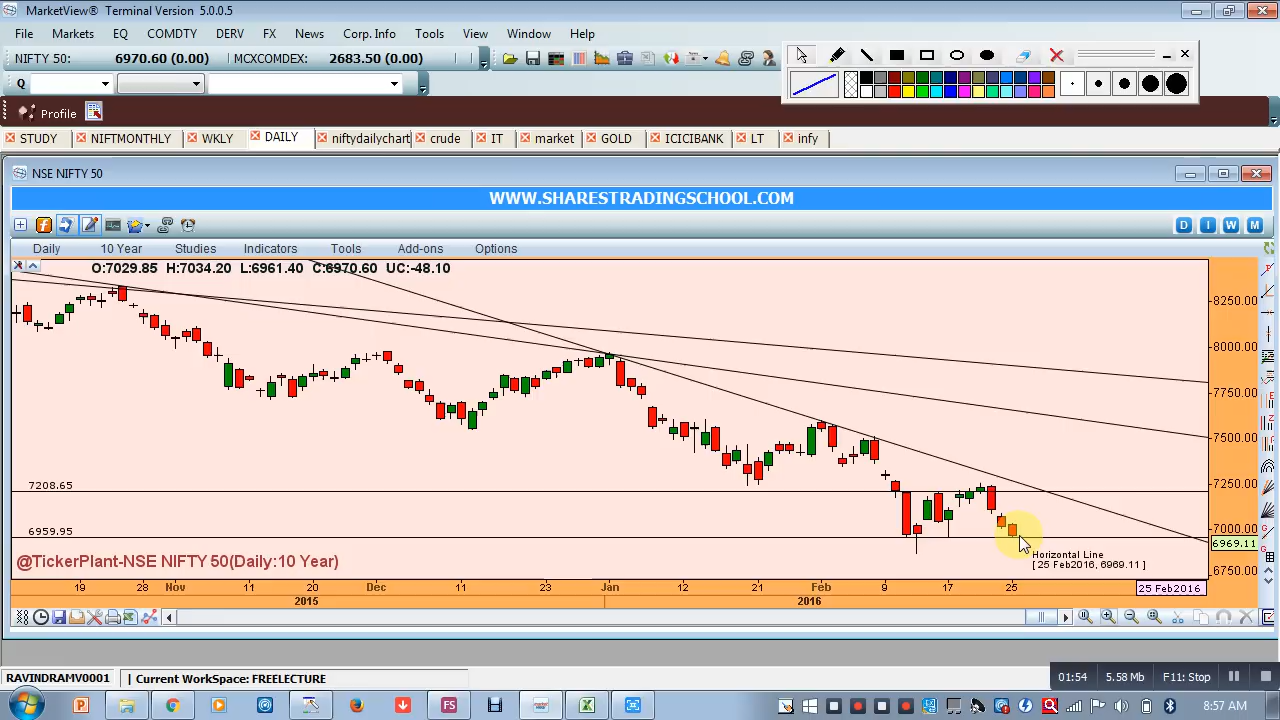 MarketView® Terminal Version 5.0.0.5
File Markets EQ COMDTY DERV FX News Corp. Info Tools View Window Help
NIFTY 50: 6970.60 (0.00) MCXCOMDEX: 2682.50 (0.00)
Q
Profile
STUDY NIFTMONTHLY WKLY DAILY niftydailychart crude IT market GOLD ICICIBANK LT infy
NSE NIFTY 50
WWW.SHARESTRADINGSCHOOL.COM
D I W M
Daily 10 Year Studies Indicators Tools Add-ons Options
O:7029.85 H:7034.20 L:6961.40 C:6970.60 UC:-48.10
8250.00
8000.00
7750.00
7500.00
7250.00
7208.65
7000.00
6959.95
6969.11
Horizontal Line
[ 25 Feb2016, 6969.11 ]
@TickerPlant-NSE NIFTY 50(Daily:10 Year)
6750.00
19 28 Nov 17 20 Dec 11 23 Jan 12 20 Feb 9 17 25
25 Feb2016
2015 2016
RAVINDRAMV0001 | Current WorkSpace: FREELECTURE
01:54 5.58 Mb F11: Stop
8:57 AM